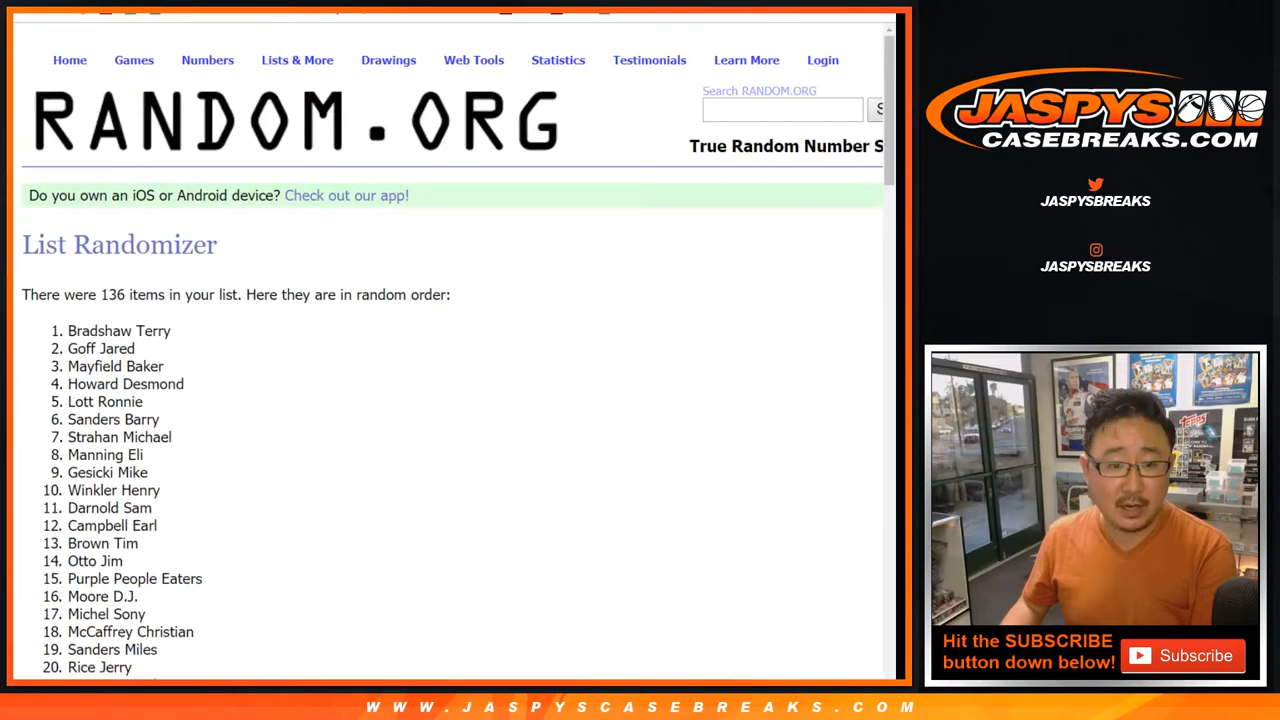 Home Games Numbers Lists & More Drawings Web Tools Statistics Testimonials Learn More Login
Search RANDOM.ORG
RANDOM.ORG
S
True Random Number S
Do you own an iOS or Android device? Check out our app!
List Randomizer
There were 136 items in your list. Here they are in random order:
1. Bradshaw Terry
2. Goff Jared
3. Mayfield Baker
4. Howard Desmond
5. Lott Ronnie
6. Sanders Barry
7. Strahan Michael
8. Manning Eli
9. Gesicki Mike
10. Winkler Henry
11. Darnold Sam
12. Campbell Earl
13. Brown Tim
14. Otto Jim
15. Purple People Eaters
16. Moore D.J.
17. Michel Sony
18. McCaffrey Christian
19. Sanders Miles
20. Rice Jerry
JASPYS
CASEBREAKS.COM
JASPYSBREAKS
JASPYSBREAKS
Topps
Hit the SUBSCRIBE
button down below!
Subscribe
WWW.JASPYSCASEBREAKS.COM